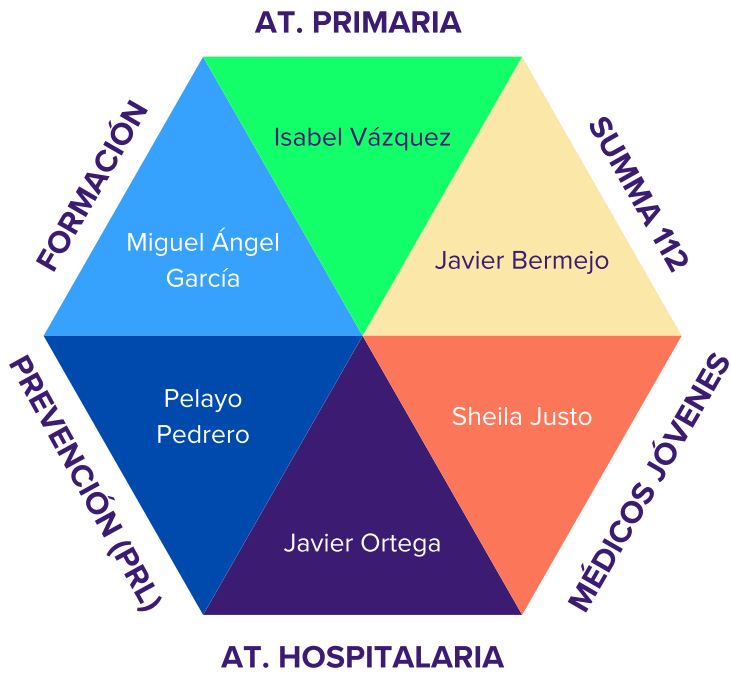 AT. PRIMARIA
Isabel Vázquez
SUMMA 112
Javier Bermejo
MÉDICOS JÓVENES
Sheila Justo
AT. HOSPITALARIA
Javier Ortega
PREVENCIÓN (PRL)
Pelayo
Pedrero
FORMACIÓN
Miguel Ángel
García